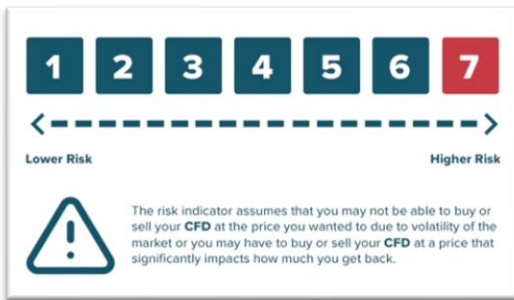 1 2 3 4 5 6 7
Lower Risk Higher Risk
The risk indicator assumes that you may not be able to buy or
sell your CFD at the price you wanted to due to volatility of the
market or you may have to buy or sell your CFD at a price that
significantly impacts how much you get back.